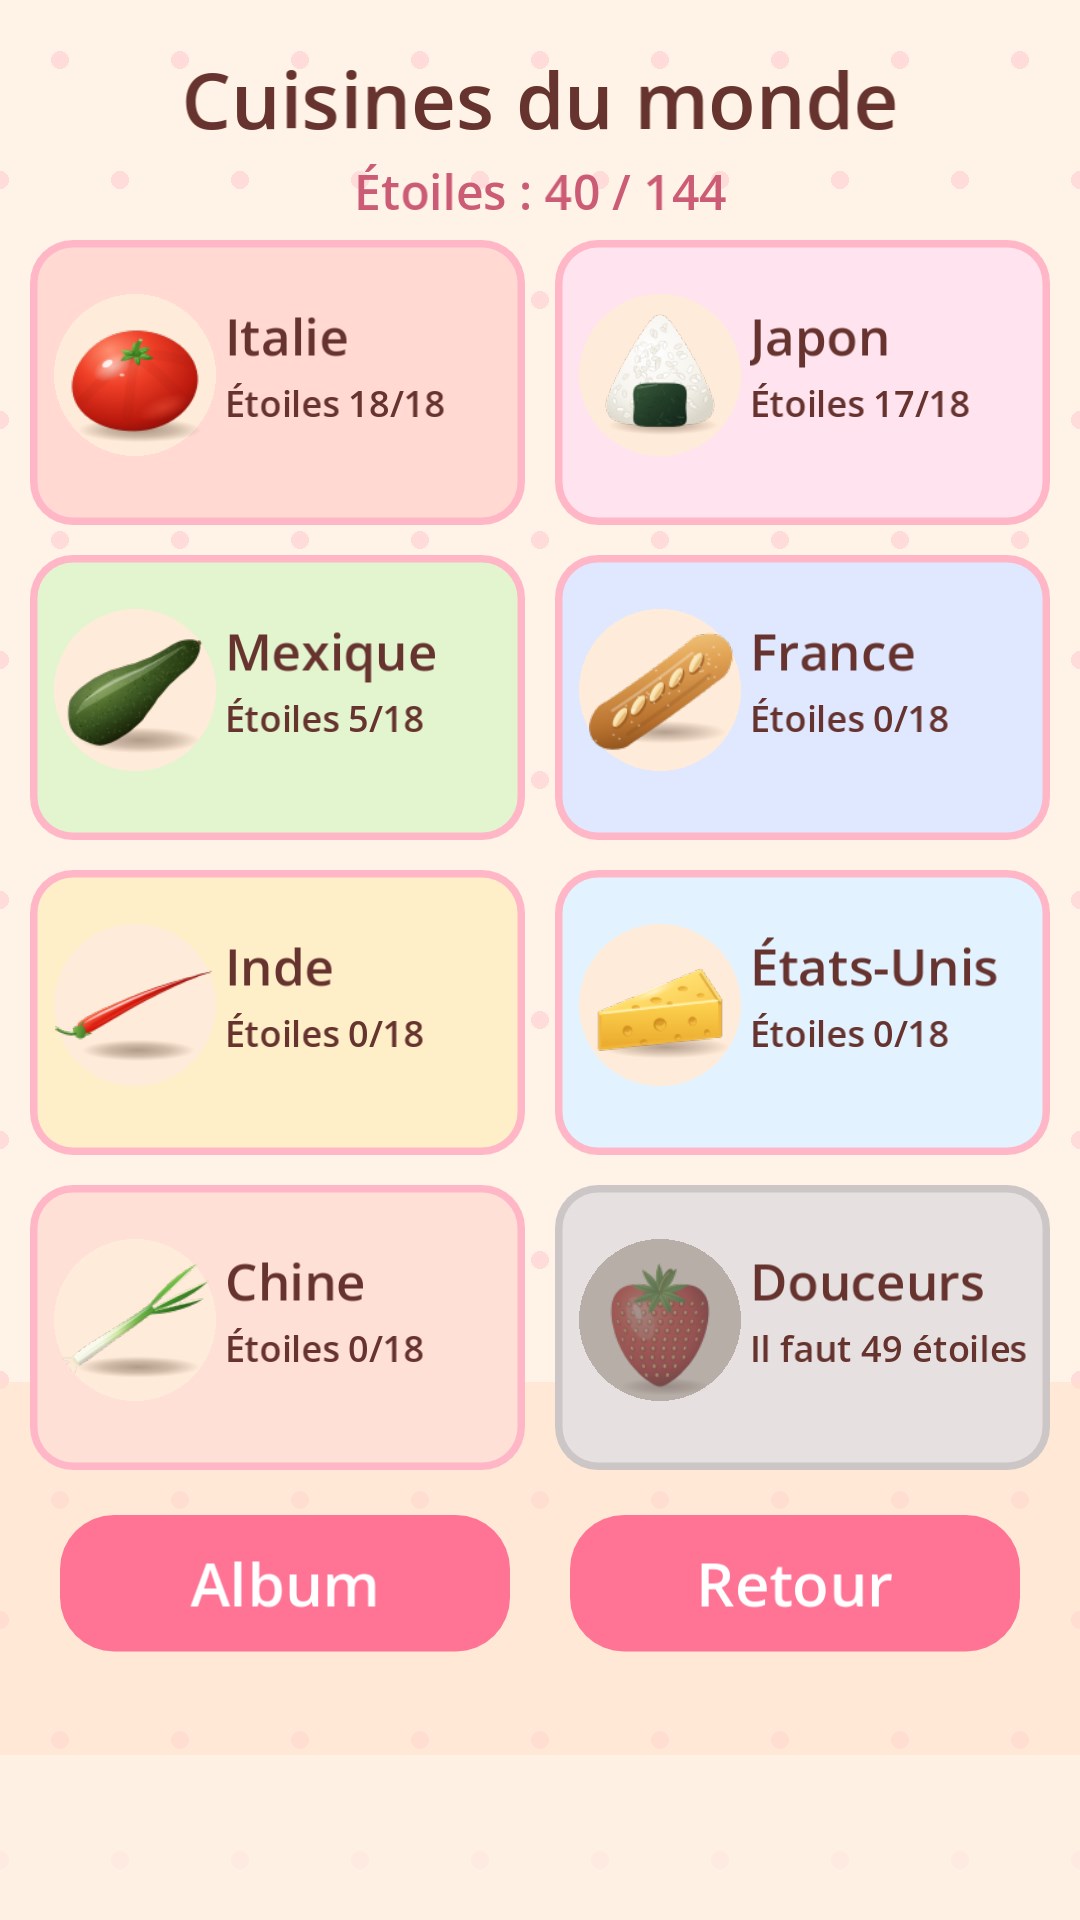 Cuisines du monde
Étoiles : 40 / 144
Italie
Étoiles 18/18
Japon
Étoiles 17/18
Mexique
Étoiles 5/18
France
Étoiles 0/18
Inde
Étoiles 0/18
États-Unis
Étoiles 0/18
Chine
Étoiles 0/18
Douceurs
Il faut 49 étoiles
Album
Retour